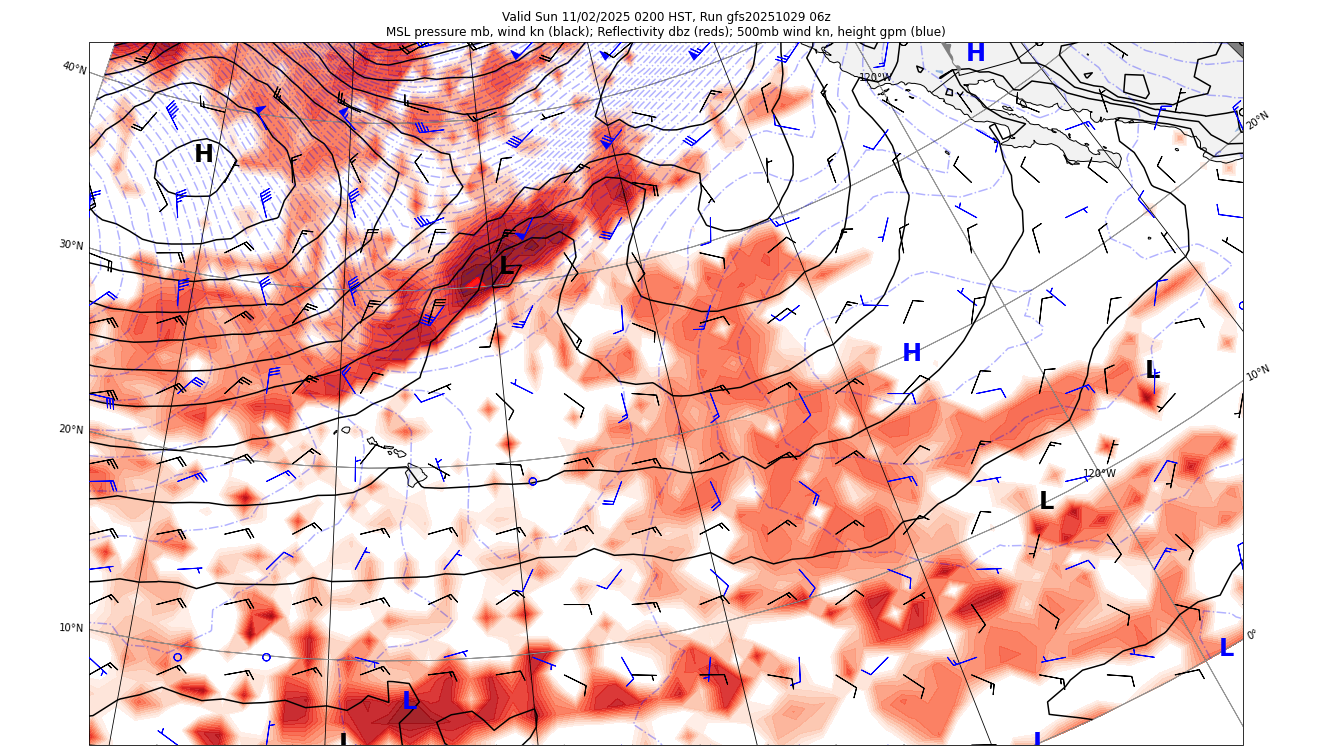 Valid Sun 11/02/2025 0200 HST, Run gfs20251029 06z
MSL pressure mb, wind kn (black); Reflectivity dbz (reds); 500mb wind kn, height gpm (blue)
H
40°N
120°W
20°N
H
30°N
L
H
L
10°N
20°N
120°W
L
10°N
0°
L
L
L
L